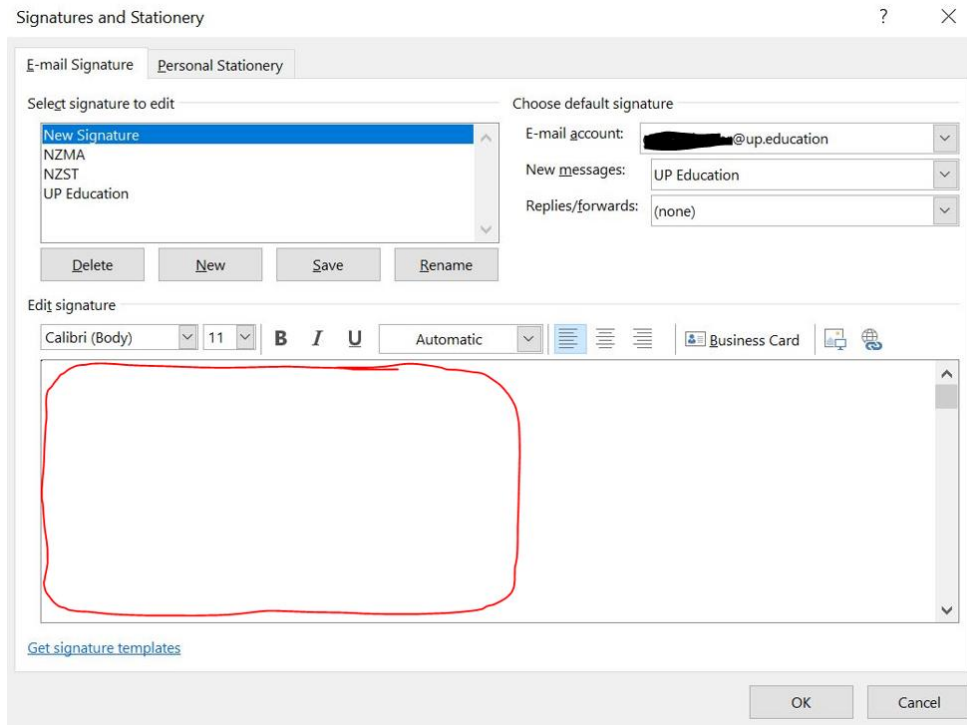 Signatures and Stationery ?
E-mail Signature Personal Stationery
Select signature to edit
New Signature
NZMA
NZST
UP Education
Delete New Save Rename
Choose default signature
E-mail account: @up.education
New messages: UP Education
Replies/forwards: (none)
Edit signature
Calibri (Body) 11 B I U Automatic Business Card
Get signature templates
OK Cancel